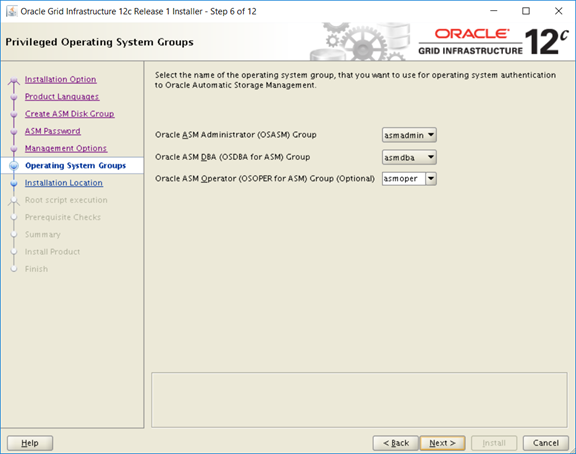 Oracle Grid Infrastructure 12c Release 1 Installer - Step 6 of 12
Privileged Operating System
Groups
ORACLE
GRID INFRASTRUCTURE
12c
Installation Option
Product Languages
Create ASM Disk Group
ASM Password
Management Options
Operating System Groups
Installation Location
Root script execution
Prerequisite Checks
Summary
Install Product
Finish
Select the name of the operating system group, that you want to use for operating system authentication
to Oracle Automatic Storage Management.
Oracle ASM Administrator (OSASM) Group asmadmin
Oracle ASM DBA (OSDBA for ASM) Group asmdba
Oracle ASM Operator (OSOPER for ASM) Group (Optional) asmoper
Help < Back Next > Install Cancel